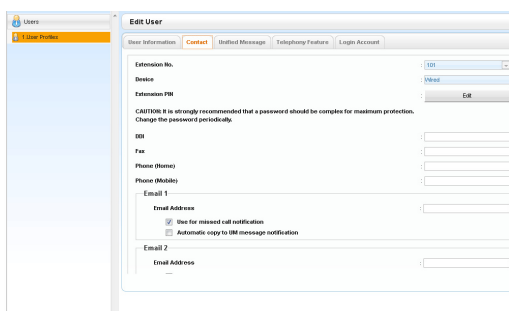 Users
1.User Profiles
Edit User
User Information
Contact
Unified Message
Telephony Feature
Login Account
Extension No.
: 101
Device
: Wired
Extension PIN
: Edit
CAUTION: It is strongly recommended that a password should be complex for maximum protection.
Change the password periodically.
DDI
:
Fax
:
Phone (Home)
:
Phone (Mobile)
:
Email 1
Email Address
:
Use for missed call notification
Automatic copy to UM message notification
Email 2
Email Address
: